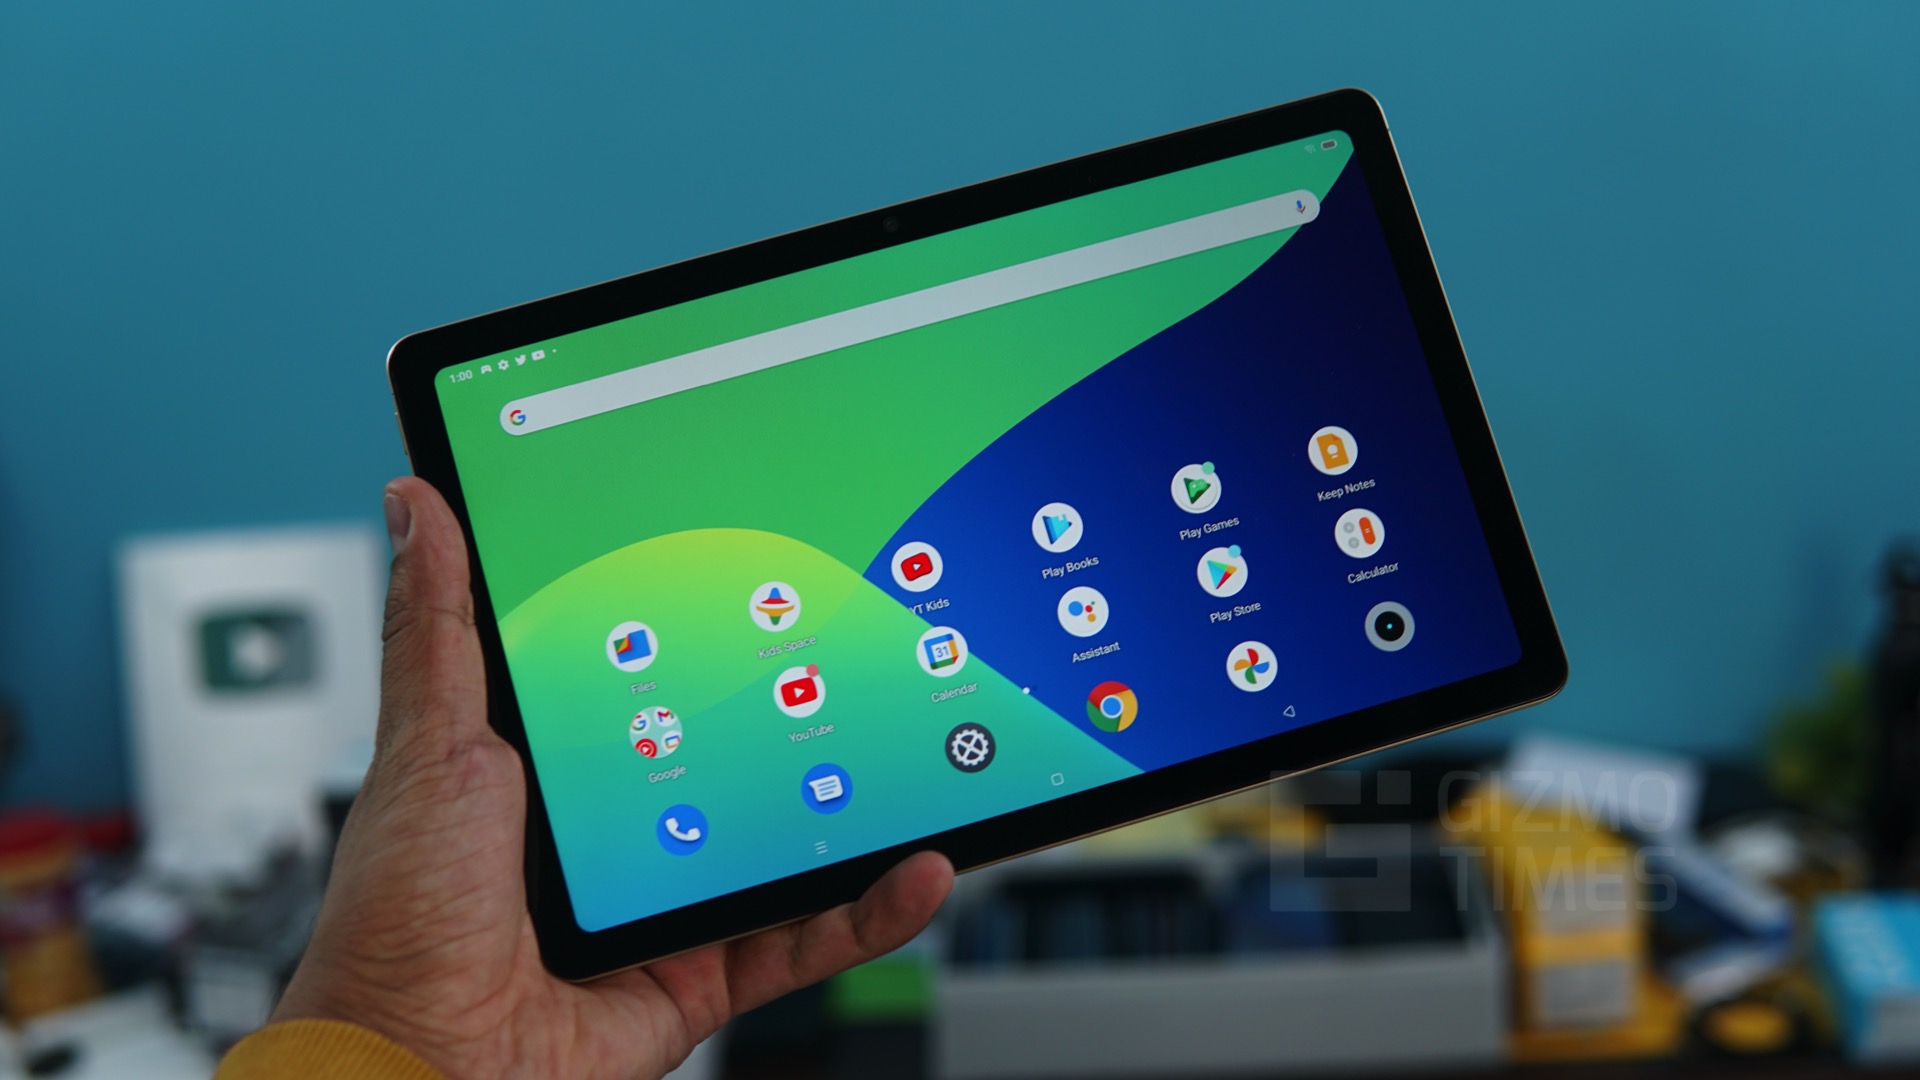 1:00
G
Keep Notes
Play Games
Play Books
YT Kids
Kids Space
Files
Calculator
Play Store
Assistant
31
Calendar
YouTube
Google
GIZMO
TIMES